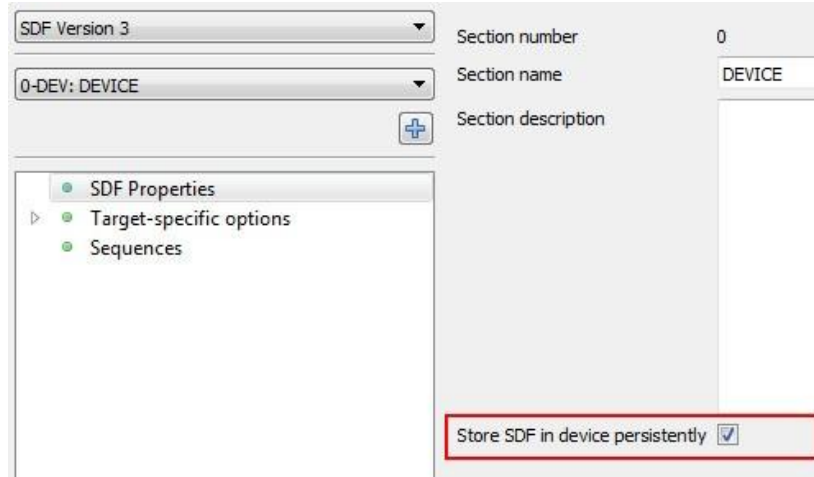 SDF Version 3
0-DEV: DEVICE
SDF Properties
Target-specific options
Sequences
Section number 0
Section name DEVICE
Section description
Store SDF in device persistently